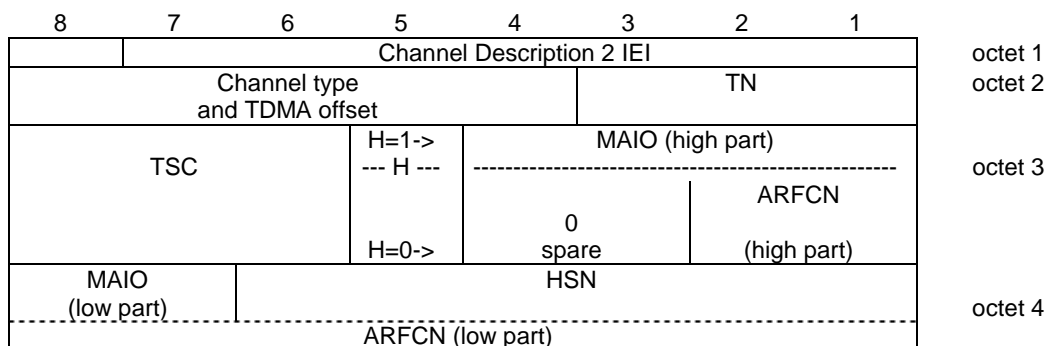 8 7 6 5 4 3 2 1
Channel Description 2 IEI octet 1
Channel type TN octet 2
and TDMA offset
H=1-> MAIO (high part)
TSC --- H --- octet 3
ARFCN
0
H=0-> spare (high part)
MAIO HSN
(low part) octet 4
ARFCN (low part)